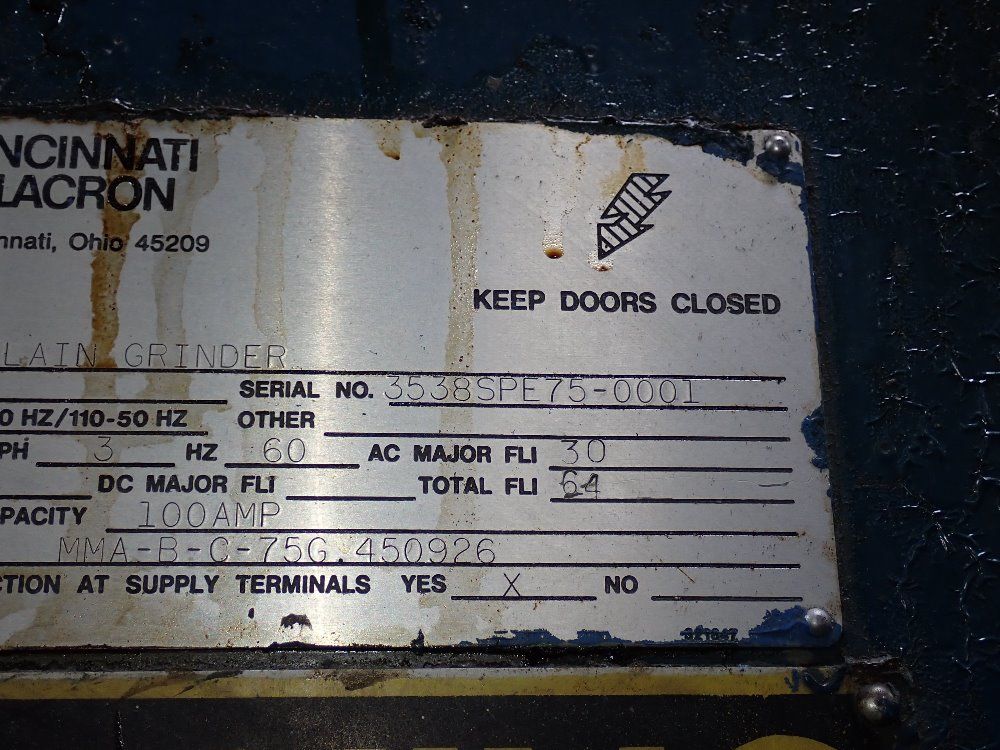 NCINNATI
LACRON
nnati, Ohio 45209
KEEP DOORS CLOSED
LAIN GRINDER
SERIAL NO. 3538SPE75-0001
0 HZ/110-50 HZ OTHER
PH 3 HZ 60 AC MAJOR FLI 30
DC MAJOR FLI TOTAL FLI 64
PACITY 100AMP
MMA-B-C-75G.450926
CTION AT SUPPLY TERMINALS YES X NO